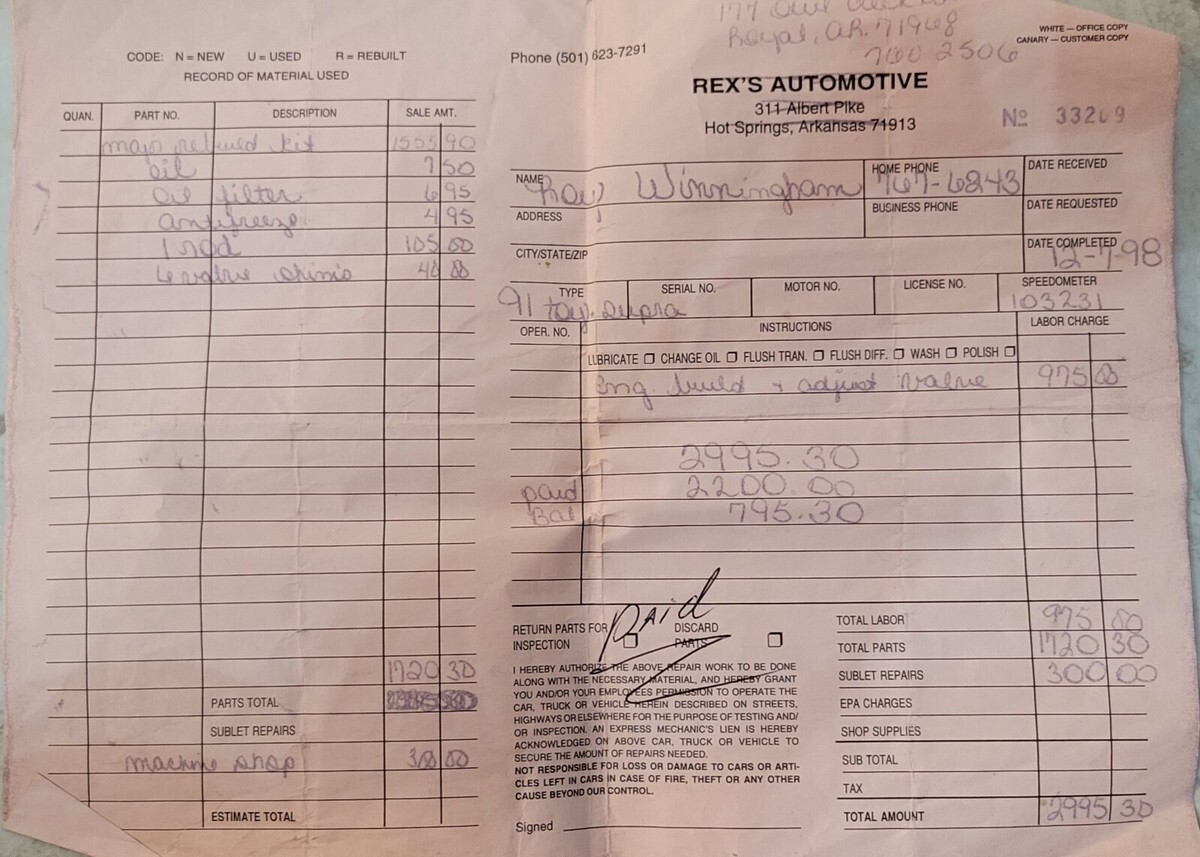 CODE: N = NEW U = USED R = REBUILT
RECORD OF MATERIAL USED
QUAN. PART NO. DESCRIPTION SALE AMT.
major rebuild kit 1555 90
oil 7 50
oil filter 6 95
antifreeze 4 95
1 rod 105 00
valve shims 40 00
1720 30
PARTS TOTAL
SUBLET REPAIRS
machine shop 300 00
ESTIMATE TOTAL
Royal, AR. 71968
760 2506
Phone (501) 623-7291
WHITE — OFFICE COPY
CANARY — CUSTOMER COPY
REX'S AUTOMOTIVE
311 Albert Pike
Hot Springs, Arkansas 71913
No 33209
NAME Ray Winningham
HOME PHONE 767-6243
DATE RECEIVED
ADDRESS
BUSINESS PHONE
DATE REQUESTED
CITY/STATE/ZIP
DATE COMPLETED 12-7-98
TYPE SERIAL NO. MOTOR NO. LICENSE NO. SPEEDOMETER
91 Toy. Supra 103231
OPER. NO. INSTRUCTIONS LABOR CHARGE
LUBRICATE CHANGE OIL FLUSH TRAN. FLUSH DIFF. WASH POLISH
Eng build + adjust valve 975 00
2995.30
paid 2200.00
Bal 795.30
Paid
RETURN PARTS FOR INSPECTION
DISCARD PARTS
I HEREBY AUTHORIZE THE ABOVE REPAIR WORK TO BE DONE
ALONG WITH THE NECESSARY MATERIAL, AND HEREBY GRANT
YOU AND/OR YOUR EMPLOYEES PERMISSION TO OPERATE THE
CAR, TRUCK OR VEHICLE HEREIN DESCRIBED ON STREETS,
HIGHWAYS OR ELSEWHERE FOR THE PURPOSE OF TESTING AND/
OR INSPECTION. AN EXPRESS MECHANIC'S LIEN IS HEREBY
ACKNOWLEDGED ON ABOVE CAR, TRUCK OR VEHICLE TO
SECURE THE AMOUNT OF REPAIRS NEEDED.
NOT RESPONSIBLE FOR LOSS OR DAMAGE TO CARS OR ARTI-
CLES LEFT IN CARS IN CASE OF FIRE, THEFT OR ANY OTHER
CAUSE BEYOND OUR CONTROL.
Signed
TOTAL LABOR 975 00
TOTAL PARTS 1720 30
SUBLET REPAIRS 300 00
EPA CHARGES
SHOP SUPPLIES
SUB TOTAL
TAX
TOTAL AMOUNT 2995 30